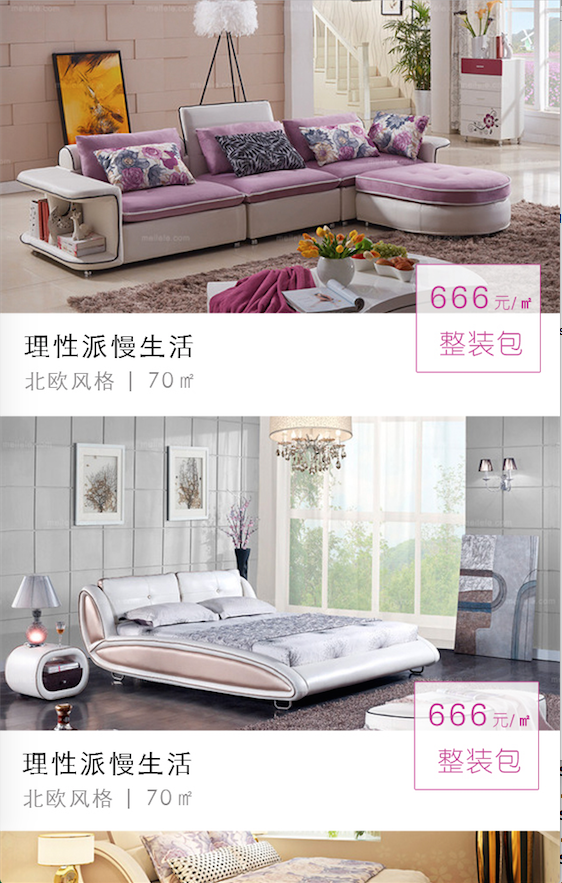 meilele.com
666元/㎡
整装包
理性派慢生活
北欧风格 | 70㎡
666元/㎡
整装包
理性派慢生活
北欧风格 | 70㎡